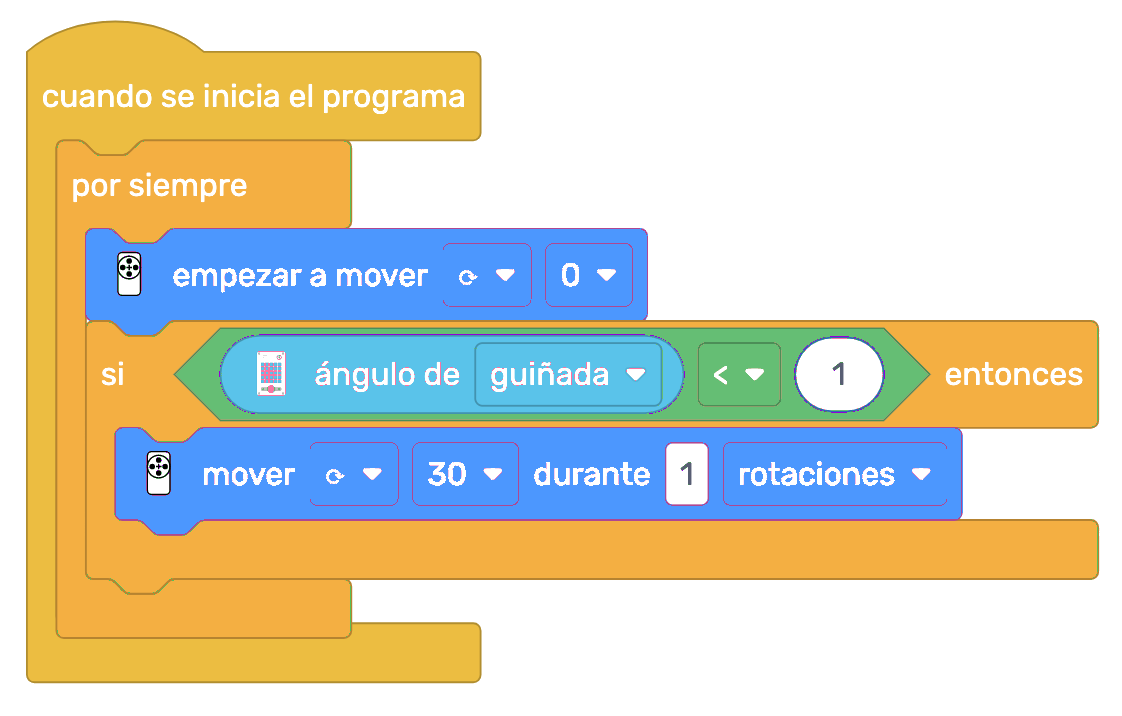 cuando se inicia el programa
por siempre
empezar a mover ⟳ 0
si ángulo de guiñada < 1 entonces
mover ⟳ 30 durante 1 rotaciones